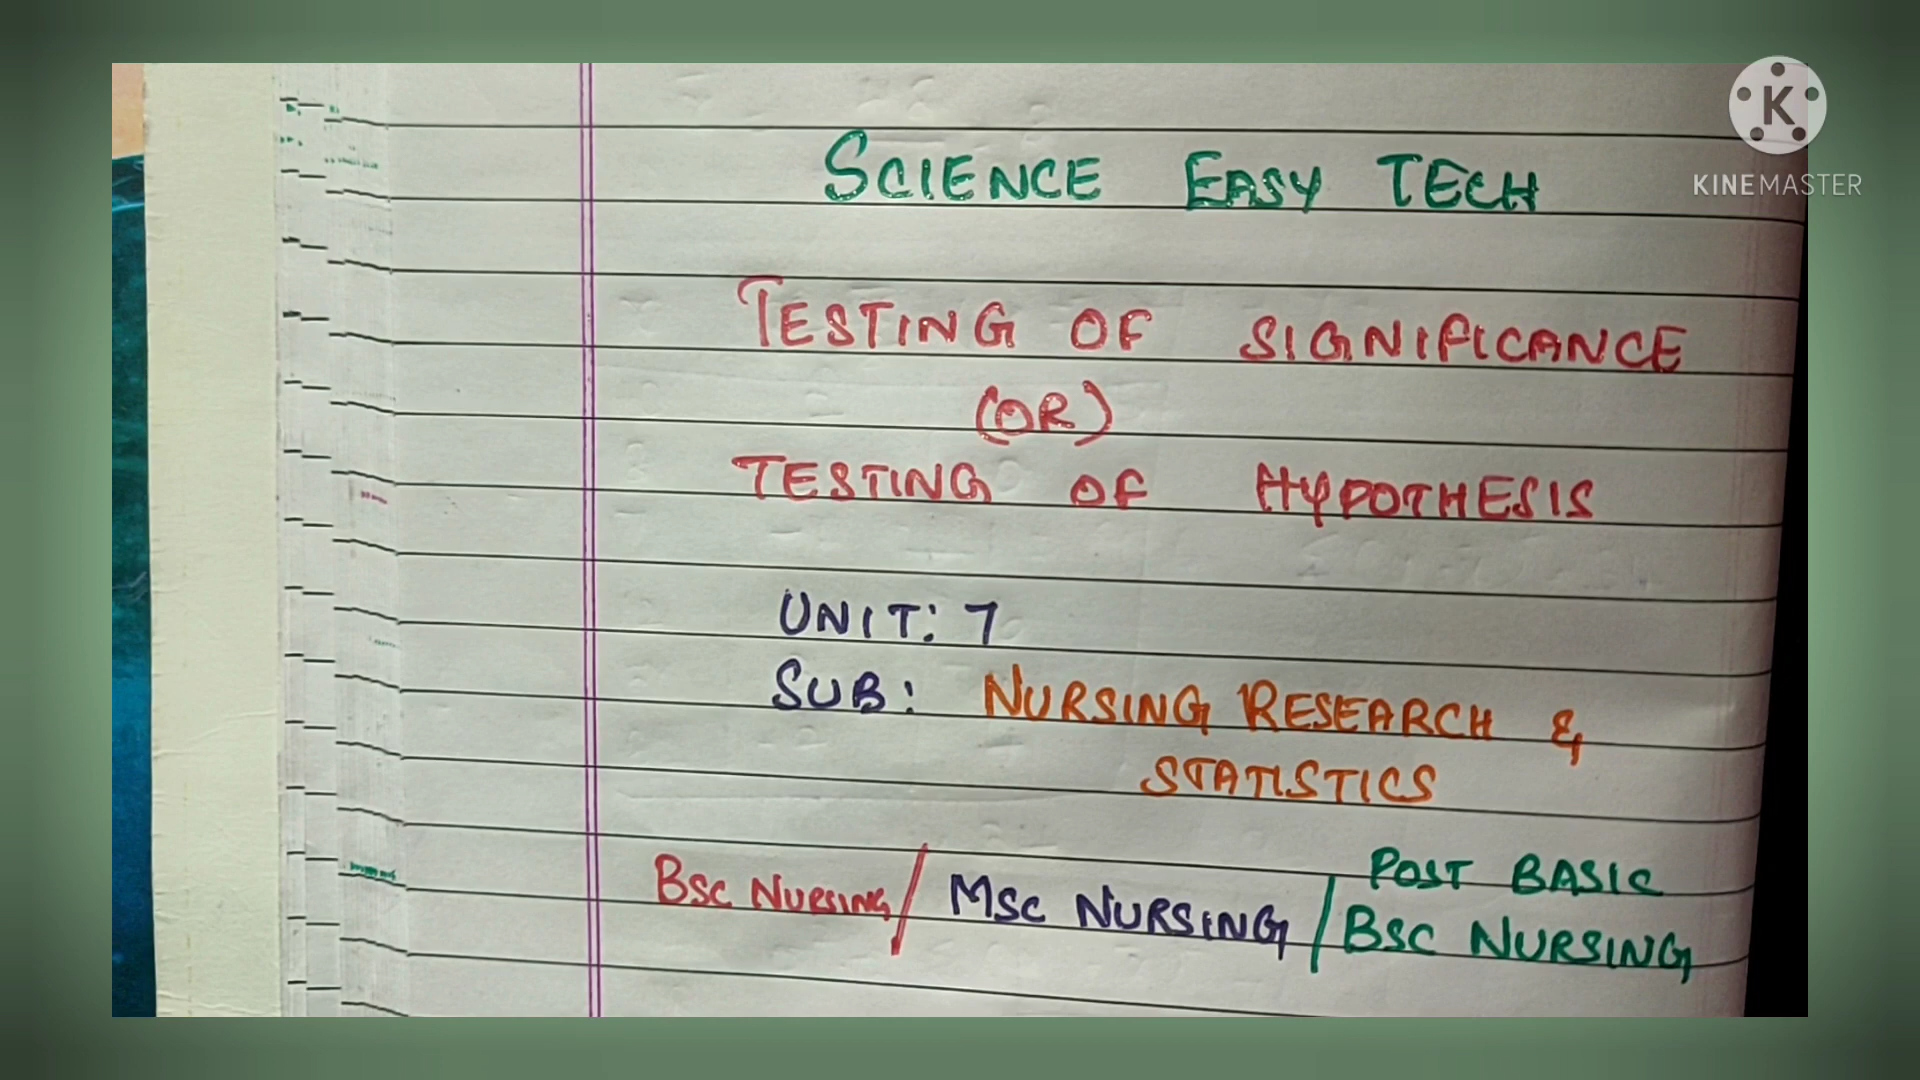 SCIENCE EASY TECH
TESTING OF SIGNIFICANCE
(OR)
TESTING OF HYPOTHESIS
UNIT: 7
SUB: NURSING RESEARCH &
STATISTICS
BSC NURSING / MSC NURSING / POST BASIC
BSC NURSING
K
KINEMASTER